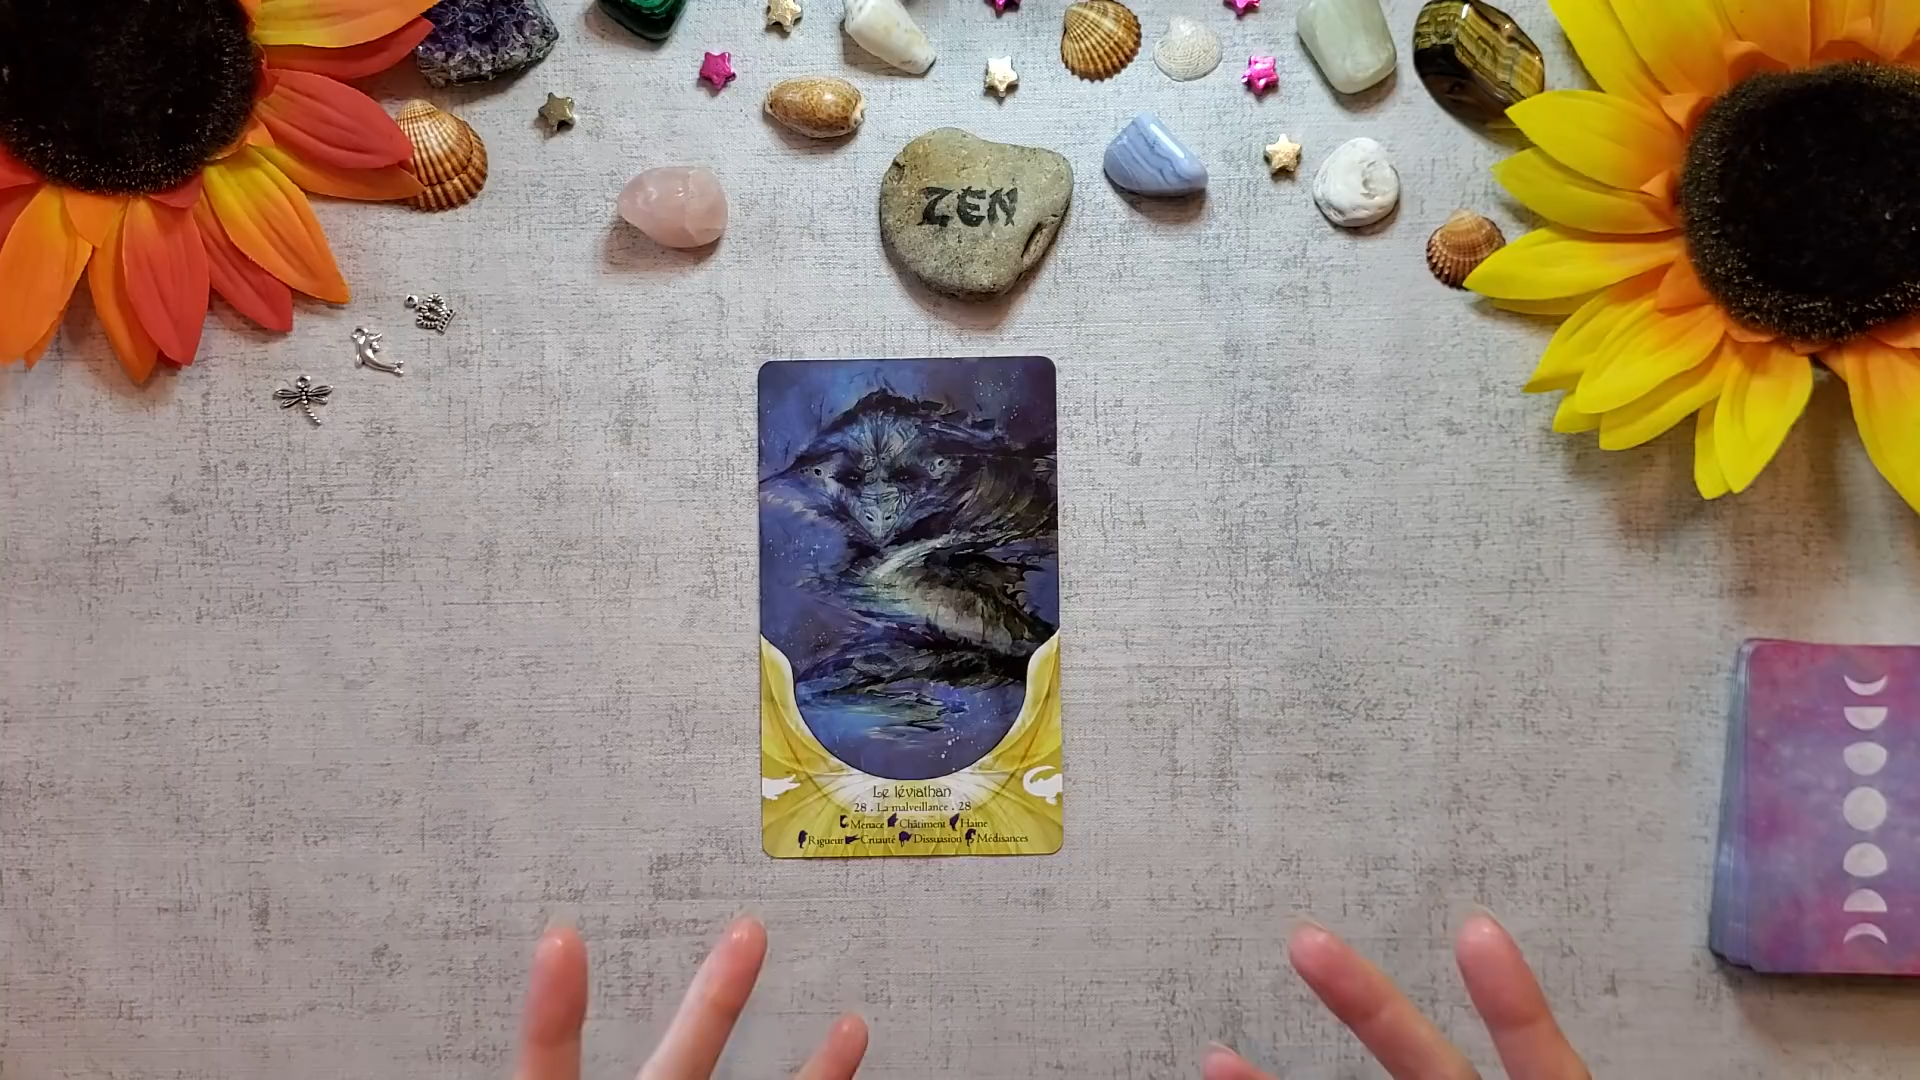 ZEN
Le léviathan
28 . La malveillance . 28
Menace Châtiment Haine
Rigueur Cruauté Dissuasion Médisances